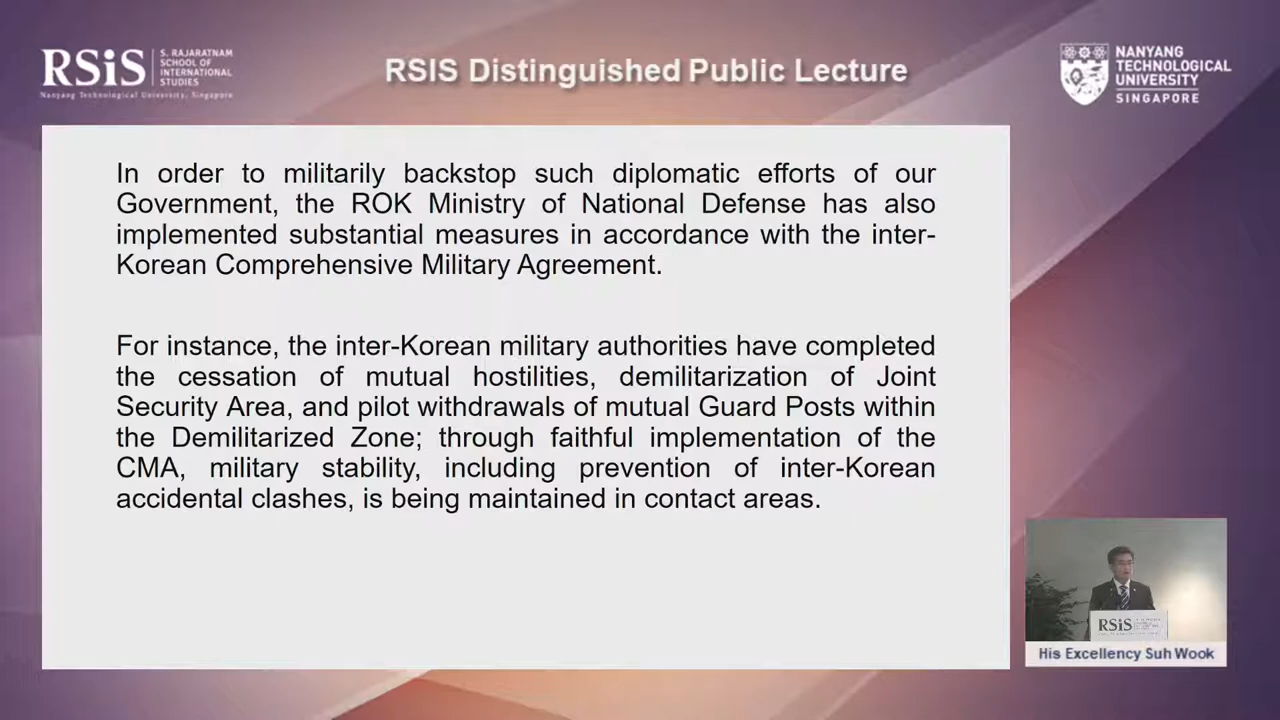 RSiS
S. RAJARATNAM
SCHOOL OF
INTERNATIONAL
STUDIES
Nanyang Technological University, Singapore
RSIS Distinguished Public Lecture
NANYANG
TECHNOLOGICAL
UNIVERSITY
SINGAPORE
In order to militarily backstop such diplomatic efforts of our
Government, the ROK Ministry of National Defense has also
implemented substantial measures in accordance with the inter-
Korean Comprehensive Military Agreement.
For instance, the inter-Korean military authorities have completed
the cessation of mutual hostilities, demilitarization of Joint
Security Area, and pilot withdrawals of mutual Guard Posts within
the Demilitarized Zone; through faithful implementation of the
CMA, military stability, including prevention of inter-Korean
accidental clashes, is being maintained in contact areas.
RSiS
His Excellency Suh Wook